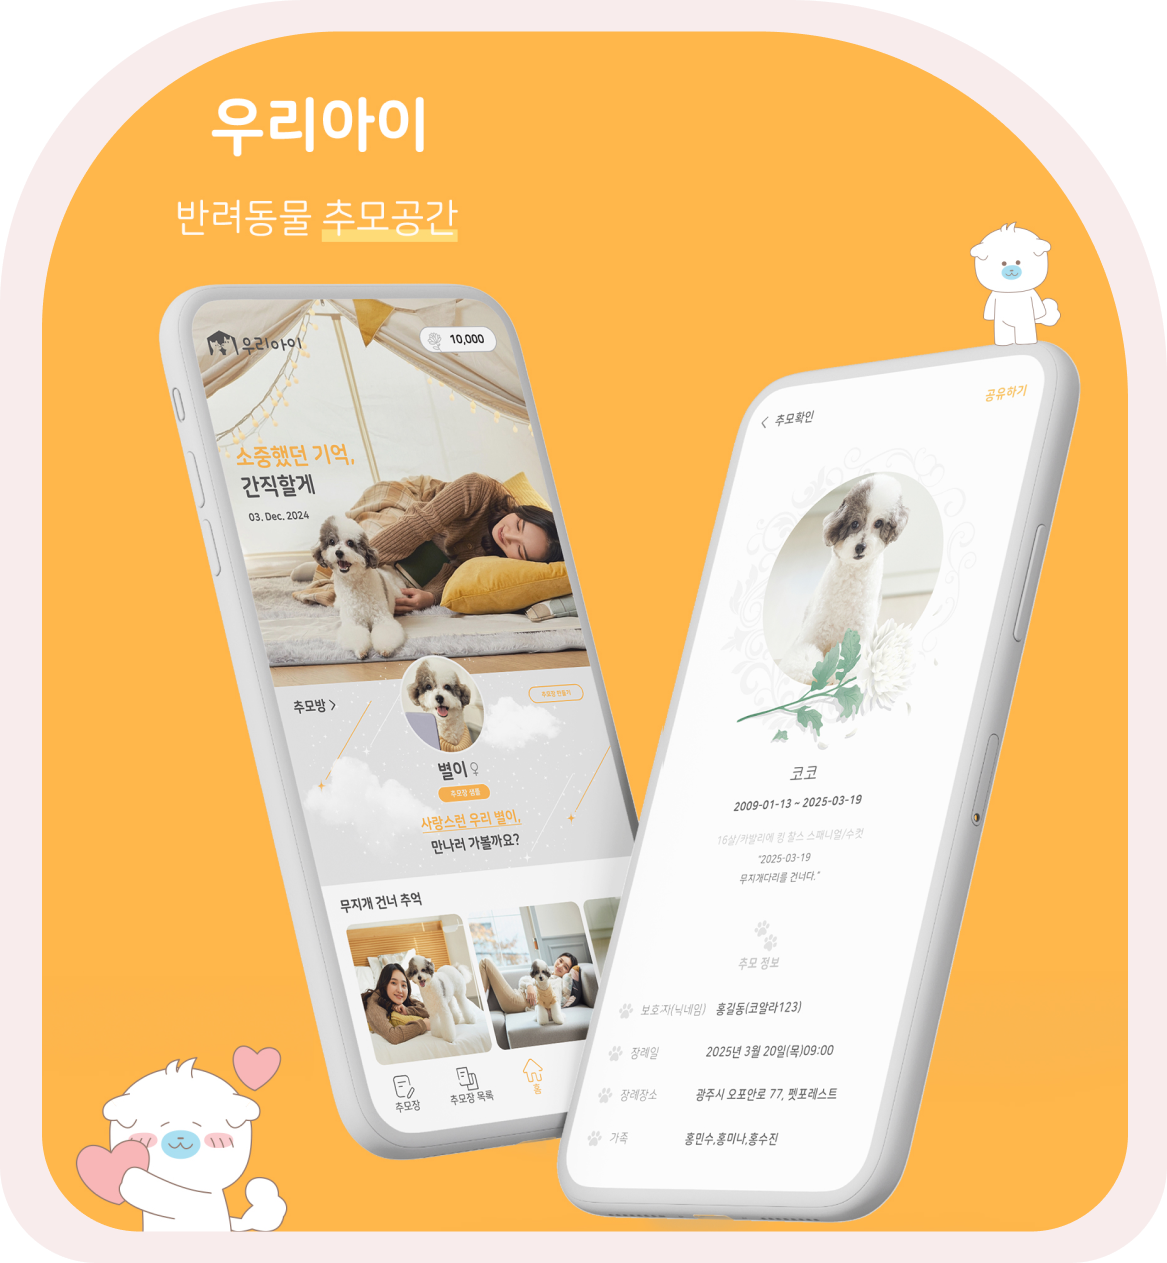 우리아이
반려동물 추모공간
우리아이
10,000
소중했던 기억,
간직할게
03. Dec. 2024
추모방 >
추모장 만들기
별이♀
추모장 샘플
사랑스런 우리 별이,
만나러 가볼까요?
무지개 건너 추억
추모장
추모장 목록
홈
< 추모확인
공유하기
코코
2009-01-13 ~ 2025-03-19
16살/카발리에 킹 찰스 스패니얼/수컷
"2025-03-19
무지개다리를 건너다."
추모 정보
보호자(닉네임) 홍길동(코알라123)
장례일 2025년 3월 20일(목)09:00
장례장소 광주시 오포안로 77, 펫포레스트
가족 홍민수,홍미나,홍수진